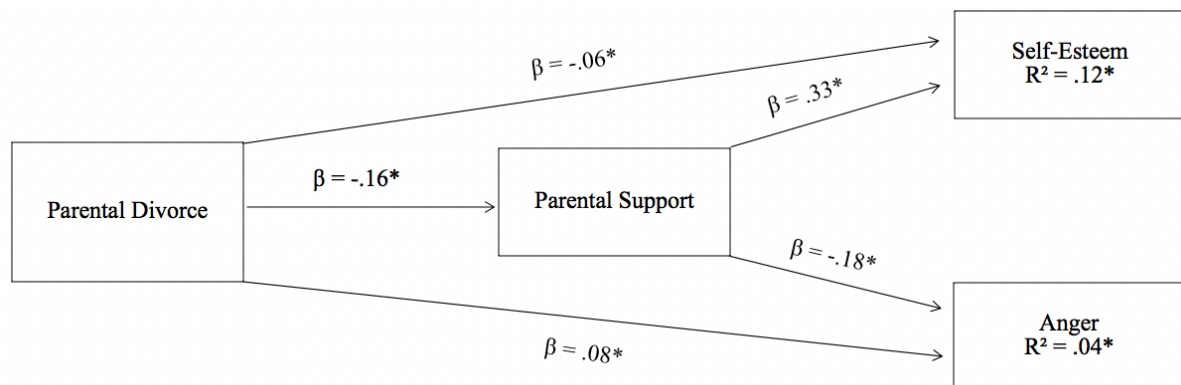 Self-Esteem
R² = .12*
β = -.06*
β = .33*
β = -.16*
Parental Divorce
Parental Support
β = -.18*
Anger
R² = .04*
β = .08*